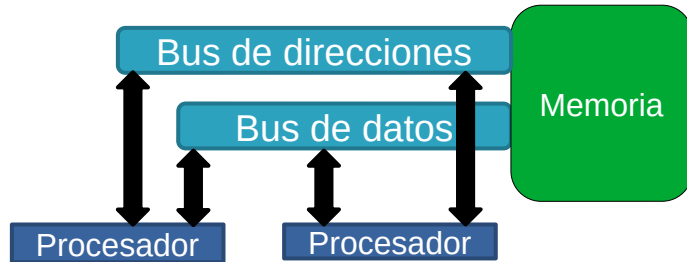 Bus de direcciones
Memoria
Bus de datos
Procesador
Procesador